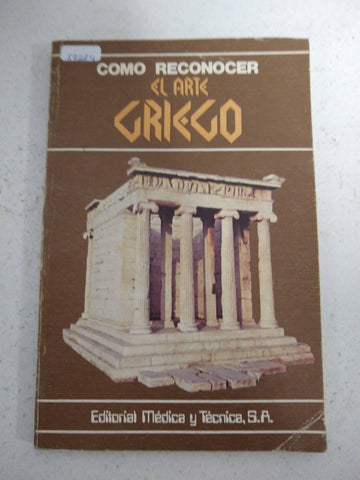 COMO RECONOCER
EL ARTE
GRIEGO
Editorial Médica y Técnica, S.A.